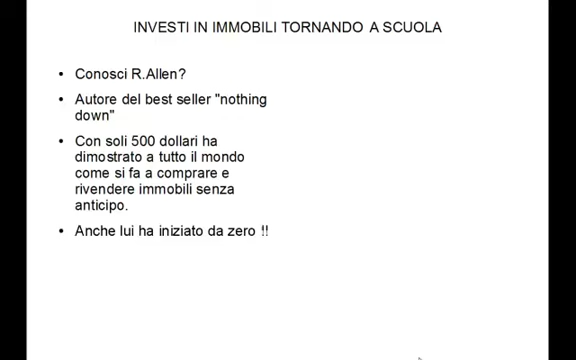 INVESTI IN IMMOBILI TORNANDO A SCUOLA
• Conosci R.Allen?
• Autore del best seller "nothing
down"
• Con soli 500 dollari ha
dimostrato a tutto il mondo
come si fa a comprare e
rivendere immobili senza
anticipo.
• Anche lui ha iniziato da zero !!